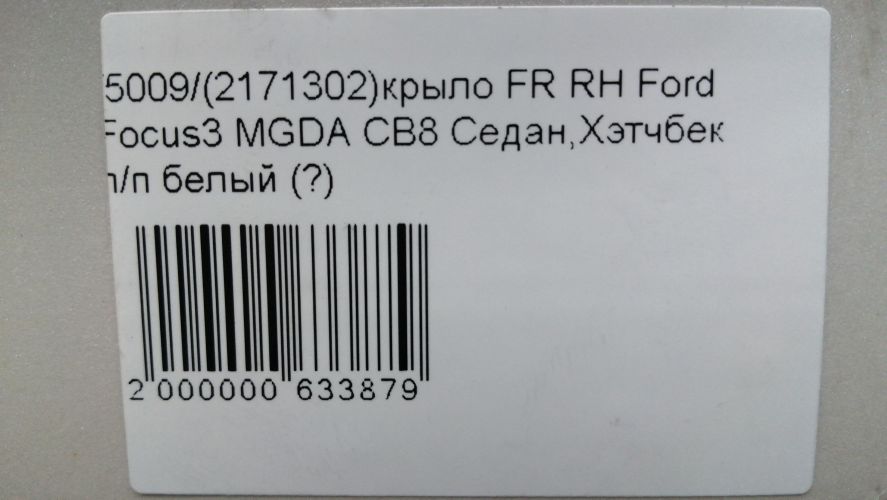 5009/(2171302)крыло FR RH Ford
Focus3 MGDA CB8 Седан,Хэтчбек
п/п белый (?)
2 000000 633879